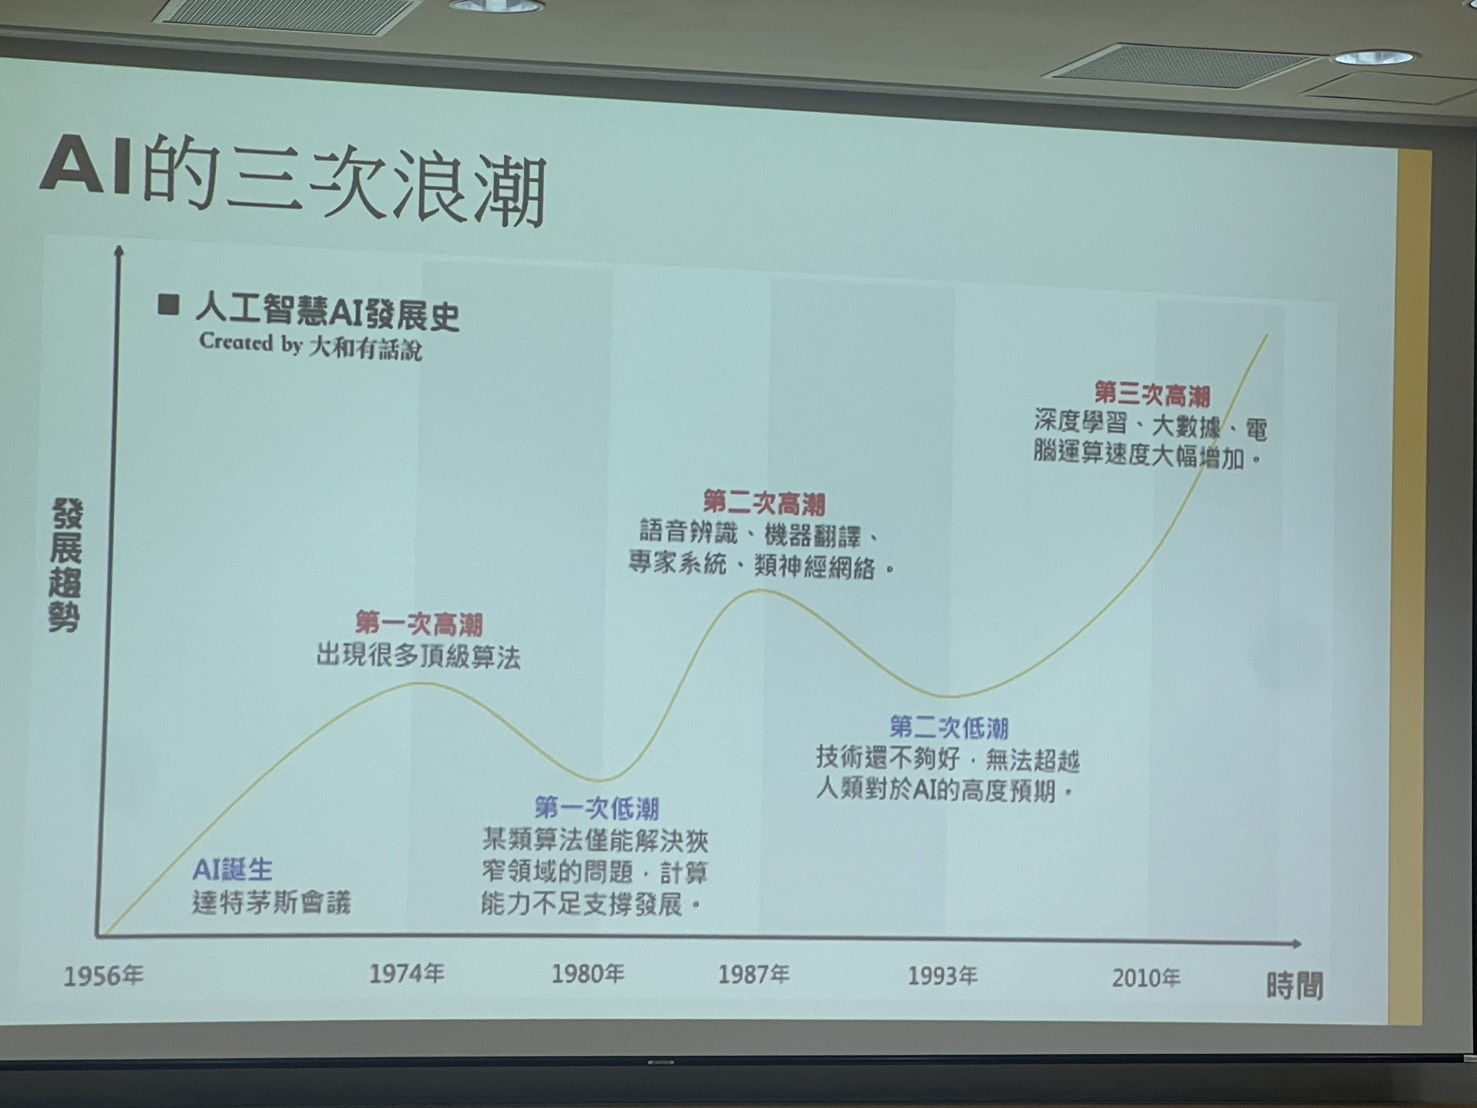 AI的三次浪潮
■ 人工智慧AI發展史
Created by 大和有話說
發展趨勢
第三次高潮
深度學習、大數據、電
腦運算速度大幅增加。
第二次高潮
語音辨識、機器翻譯、
專家系統、類神經網絡。
第一次高潮
出現很多頂級算法
第二次低潮
技術還不夠好，無法超越
人類對於AI的高度預期。
第一次低潮
某類算法僅能解決狹
窄領域的問題，計算
能力不足支撐發展。
AI誕生
達特茅斯會議
1956年
1974年
1980年
1987年
1993年
2010年
時間